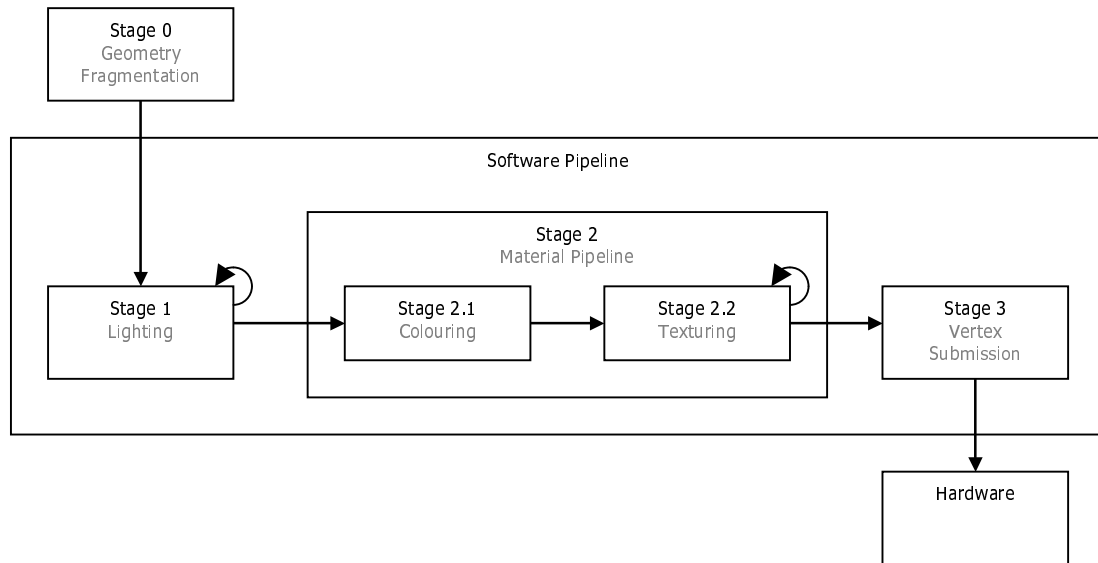 Stage 0
Geometry
Fragmentation
Software Pipeline
Stage 2
Material Pipeline
Stage 1
Lighting
Stage 2.1
Colouring
Stage 2.2
Texturing
Stage 3
Vertex
Submission
Hardware